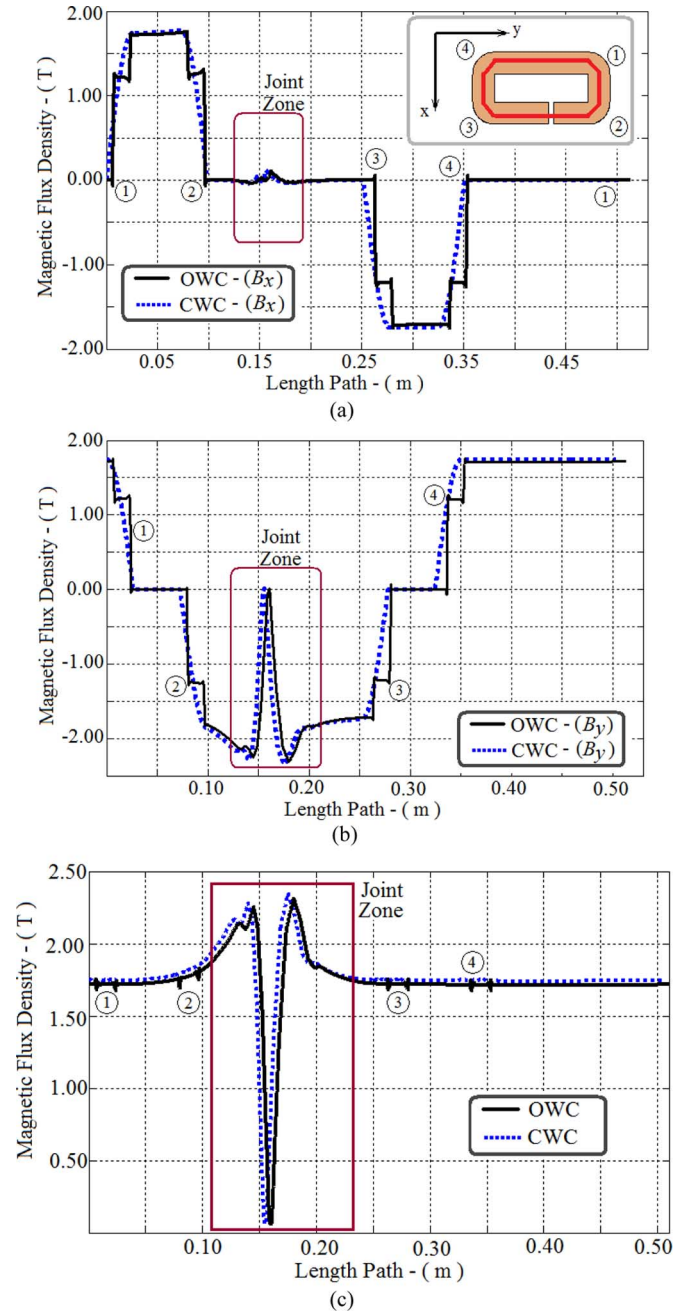 2.00
1.00
0.00
-1.00
-2.00
Magnetic Flux Density - ( T )
0.05
0.15
0.25
0.35
0.45
Length Path - ( m )
Joint
Zone
① ② ③ ④ ①
y
x
④ ①
③ ②
OWC - (Bx)
CWC - (Bx)
(a)
2.00
1.00
0.00
-1.00
-2.00
Magnetic Flux Density - ( T )
0.10
0.20
0.30
0.40
0.50
Length Path - ( m )
Joint
Zone
① ② ③ ④
OWC - (By)
CWC - (By)
(b)
2.50
2.00
1.50
1.00
0.50
Magnetic Flux Density - ( T )
0.10
0.20
0.30
0.40
0.50
Length Path - ( m )
Joint
Zone
① ② ③ ④
OWC
CWC
(c)